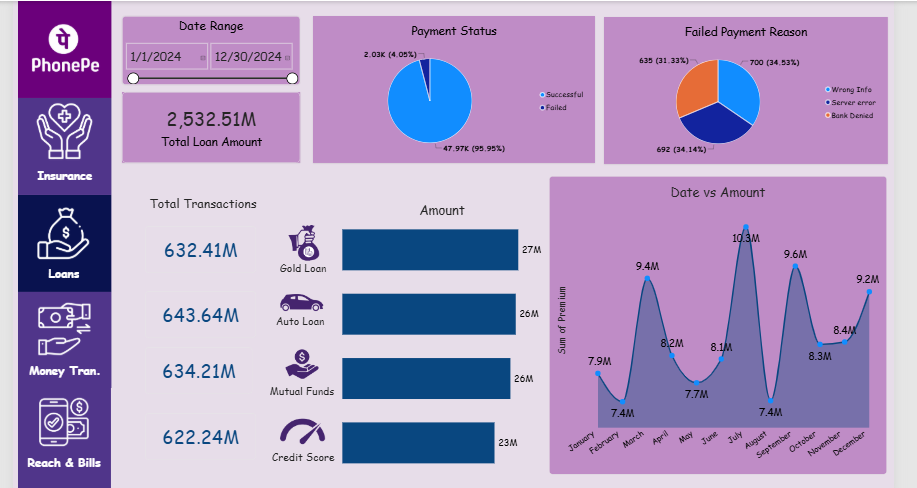 पे
PhonePe
Insurance
Loans
Money Tran.
Reach & Bills
Date Range
1/1/2024
12/30/2024
2,532.51M
Total Loan Amount
Payment Status
2.03K (4.05%)
47.97K (95.95%)
Successful
Failed
Failed Payment Reason
635 (31.33%)
700 (34.53%)
692 (34.14%)
Wrong Info
Server error
Bank Denied
Total Transactions
632.41M
643.64M
634.21M
622.24M
Amount
Gold Loan
27M
Auto Loan
26M
Mutual Funds
26M
Credit Score
23M
Date vs Amount
Sum of Premium
7.9M
7.4M
9.4M
8.2M
7.7M
8.1M
10.3M
7.4M
9.6M
8.3M
8.4M
9.2M
January
February
March
April
May
June
July
August
September
October
November
December